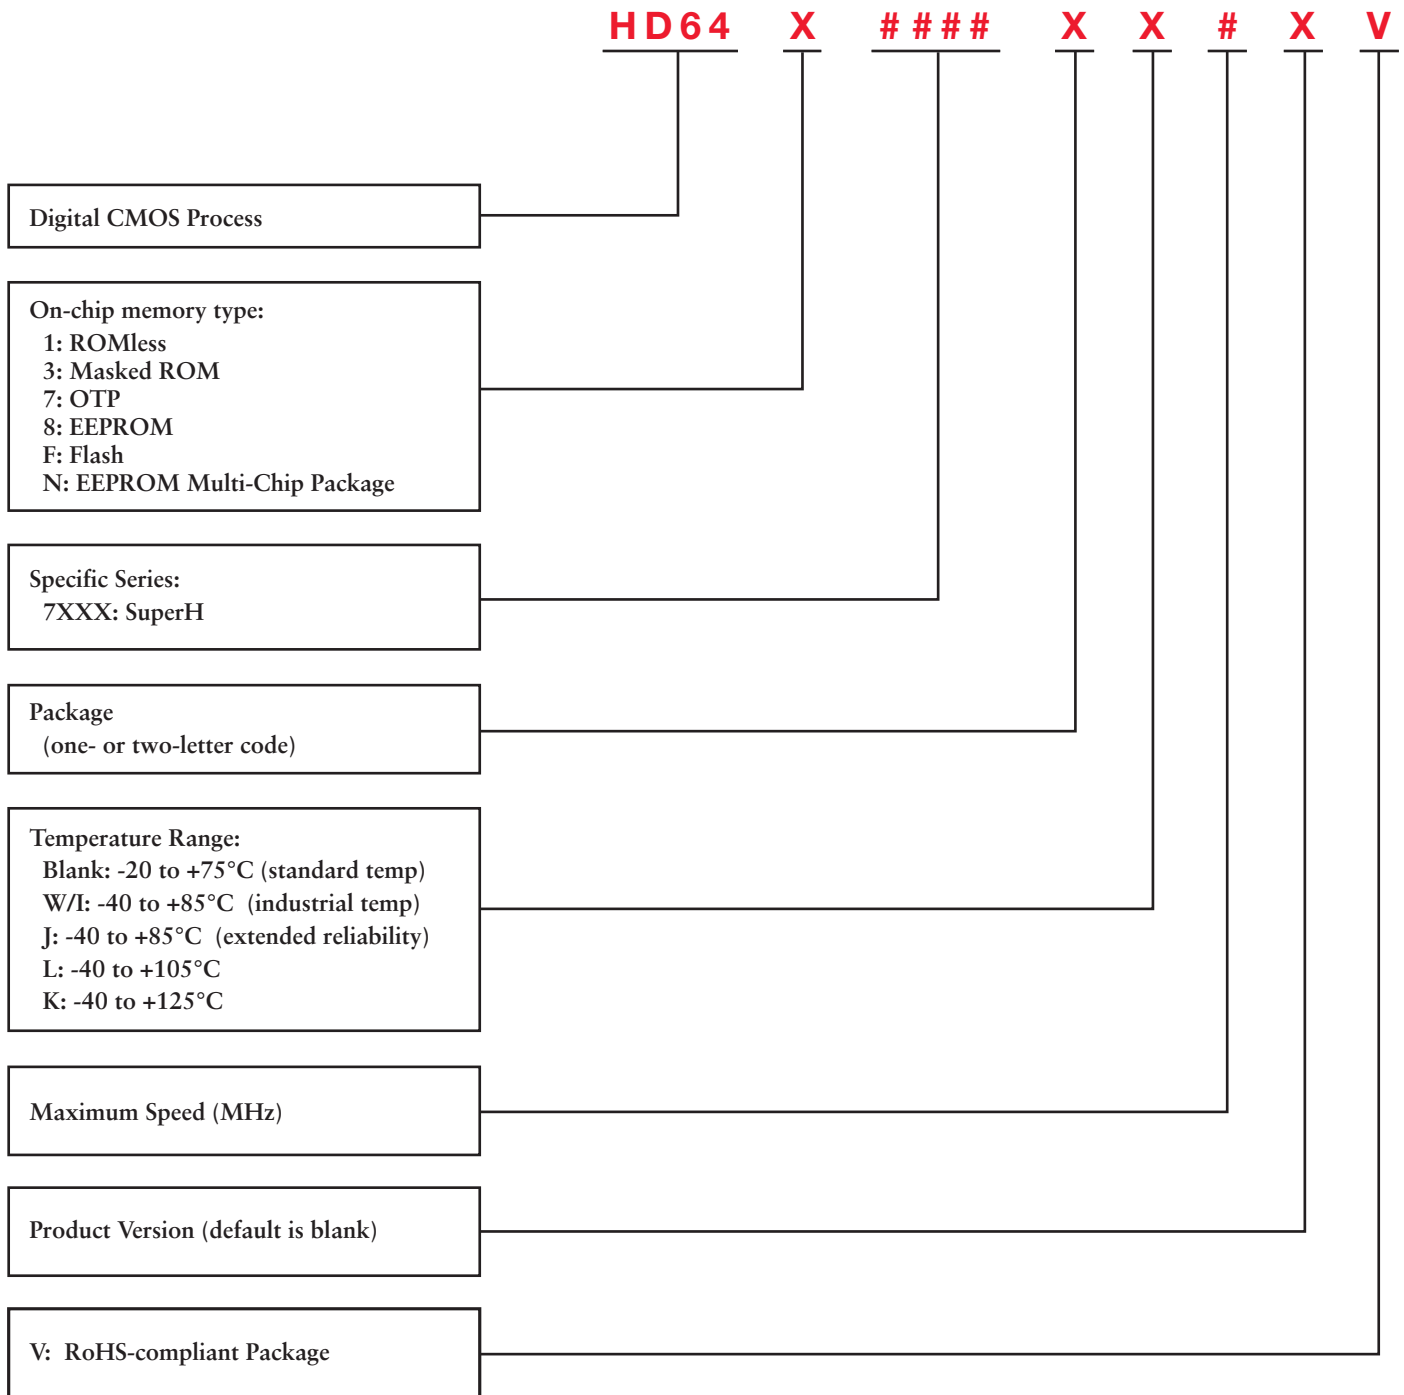 HD64 X #### X X # X V
Digital CMOS Process
On-chip memory type:
1: ROMless
3: Masked ROM
7: OTP
8: EEPROM
F: Flash
N: EEPROM Multi-Chip Package
Specific Series:
7XXX: SuperH
Package
(one- or two-letter code)
Temperature Range:
Blank: -20 to +75°C (standard temp)
W/I: -40 to +85°C (industrial temp)
J: -40 to +85°C (extended reliability)
L: -40 to +105°C
K: -40 to +125°C
Maximum Speed (MHz)
Product Version (default is blank)
V: RoHS-compliant Package